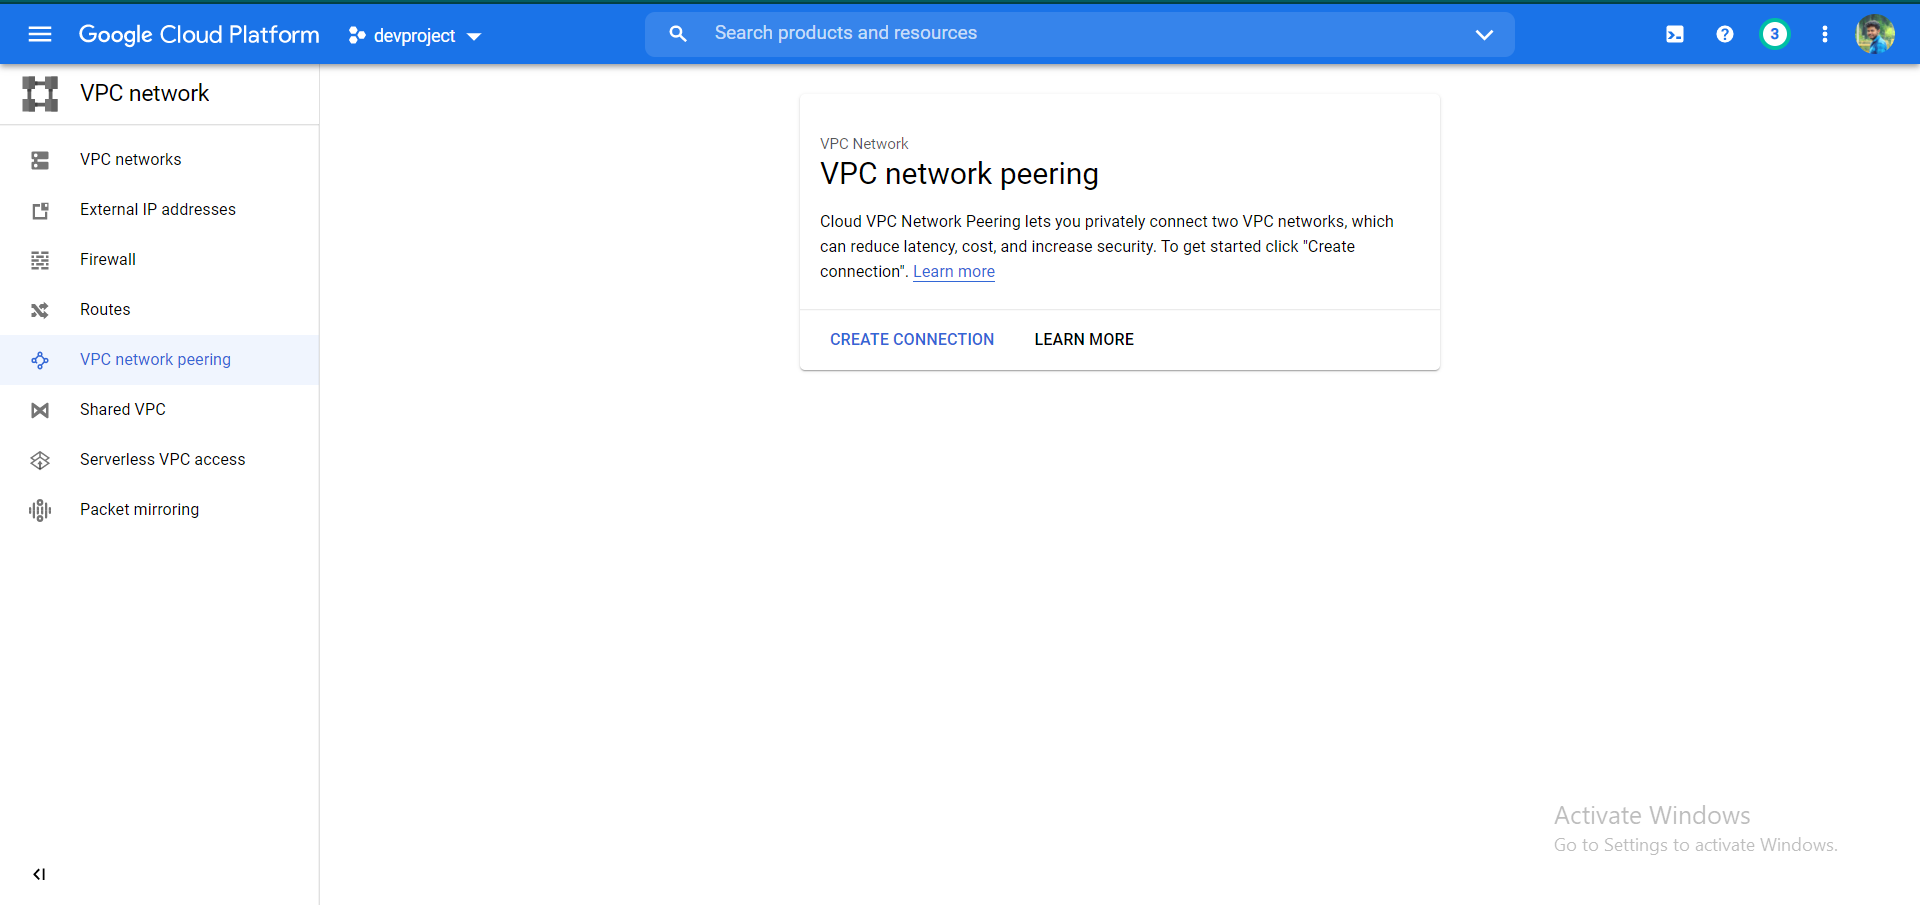 Google Cloud Platform
devproject
Search products and resources
3
VPC network
VPC networks
External IP addresses
Firewall
Routes
VPC network peering
Shared VPC
Serverless VPC access
Packet mirroring
VPC Network
VPC network peering
Cloud VPC Network Peering lets you privately connect two VPC networks, which
can reduce latency, cost, and increase security. To get started click "Create
connection". Learn more
CREATE CONNECTION LEARN MORE
Activate Windows
Go to Settings to activate Windows.